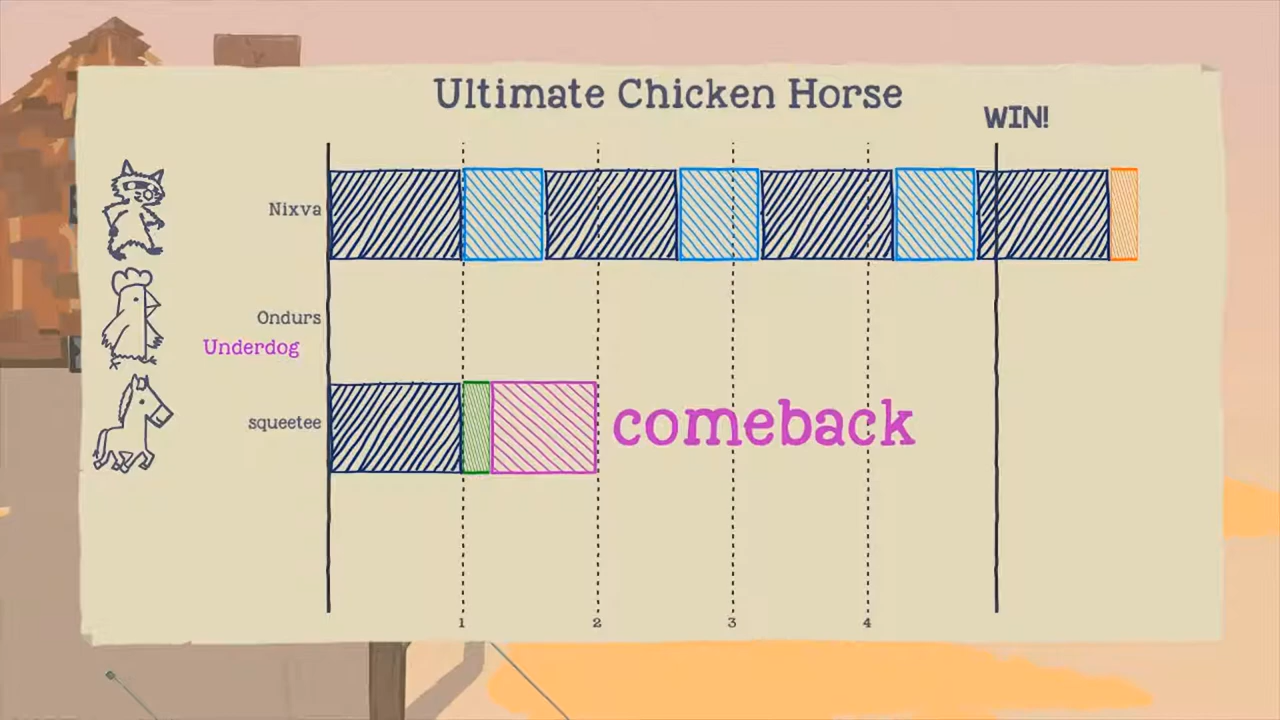 Ultimate Chicken Horse
WIN!
Nixva
Ondurs
Underdog
squeetee
comeback
1 2 3 4